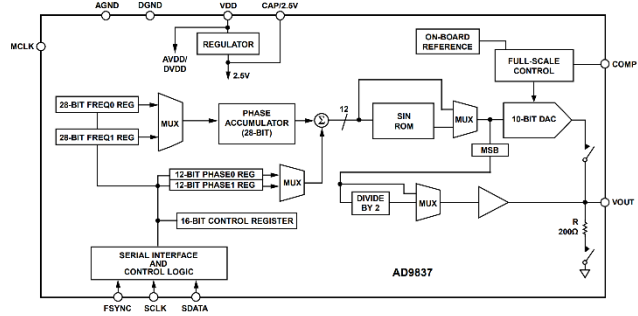 AGND
DGND
VDD
CAP/2.5V
MCLK
REGULATOR
AVDD/
DVDD
2.5V
ON-BOARD
REFERENCE
FULL-SCALE
CONTROL
COMP
28-BIT FREQ0 REG
28-BIT FREQ1 REG
MUX
PHASE
ACCUMULATOR
(28-BIT)
Σ
12
SIN
ROM
MUX
10-BIT DAC
MSB
12-BIT PHASE0 REG
12-BIT PHASE1 REG
MUX
DIVIDE
BY 2
MUX
VOUT
R
200Ω
16-BIT CONTROL REGISTER
SERIAL INTERFACE
AND
CONTROL LOGIC
AD9837
FSYNC
SCLK
SDATA